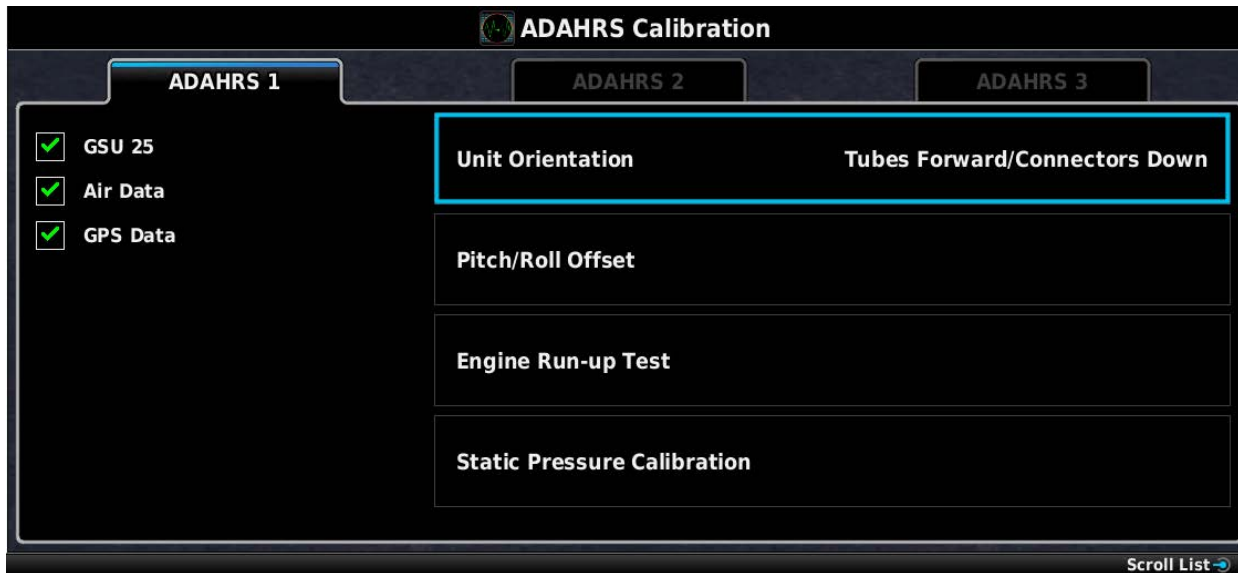 ADAHRS Calibration
ADAHRS 1
ADAHRS 2
ADAHRS 3
GSU 25
Air Data
GPS Data
Unit Orientation Tubes Forward/Connectors Down
Pitch/Roll Offset
Engine Run-up Test
Static Pressure Calibration
Scroll List